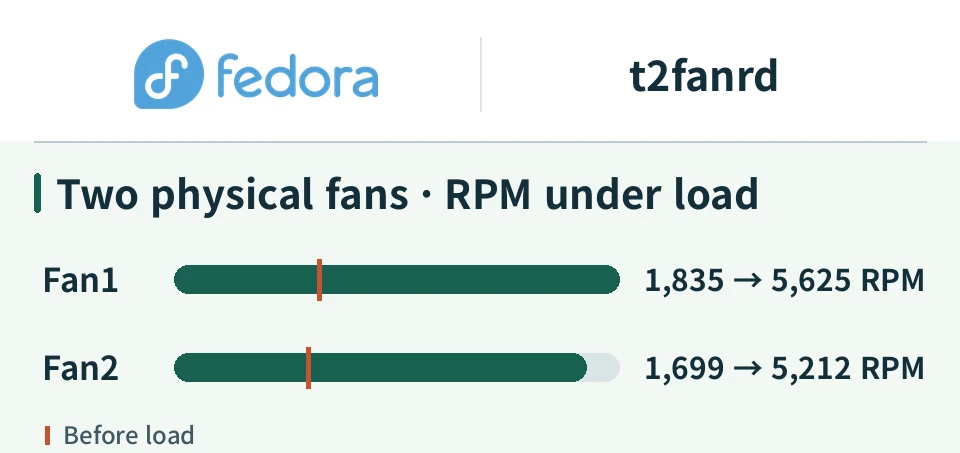 fedora
t2fanrd
Two physical fans · RPM under load
Fan1 1,835 → 5,625 RPM
Fan2 1,699 → 5,212 RPM
Before load